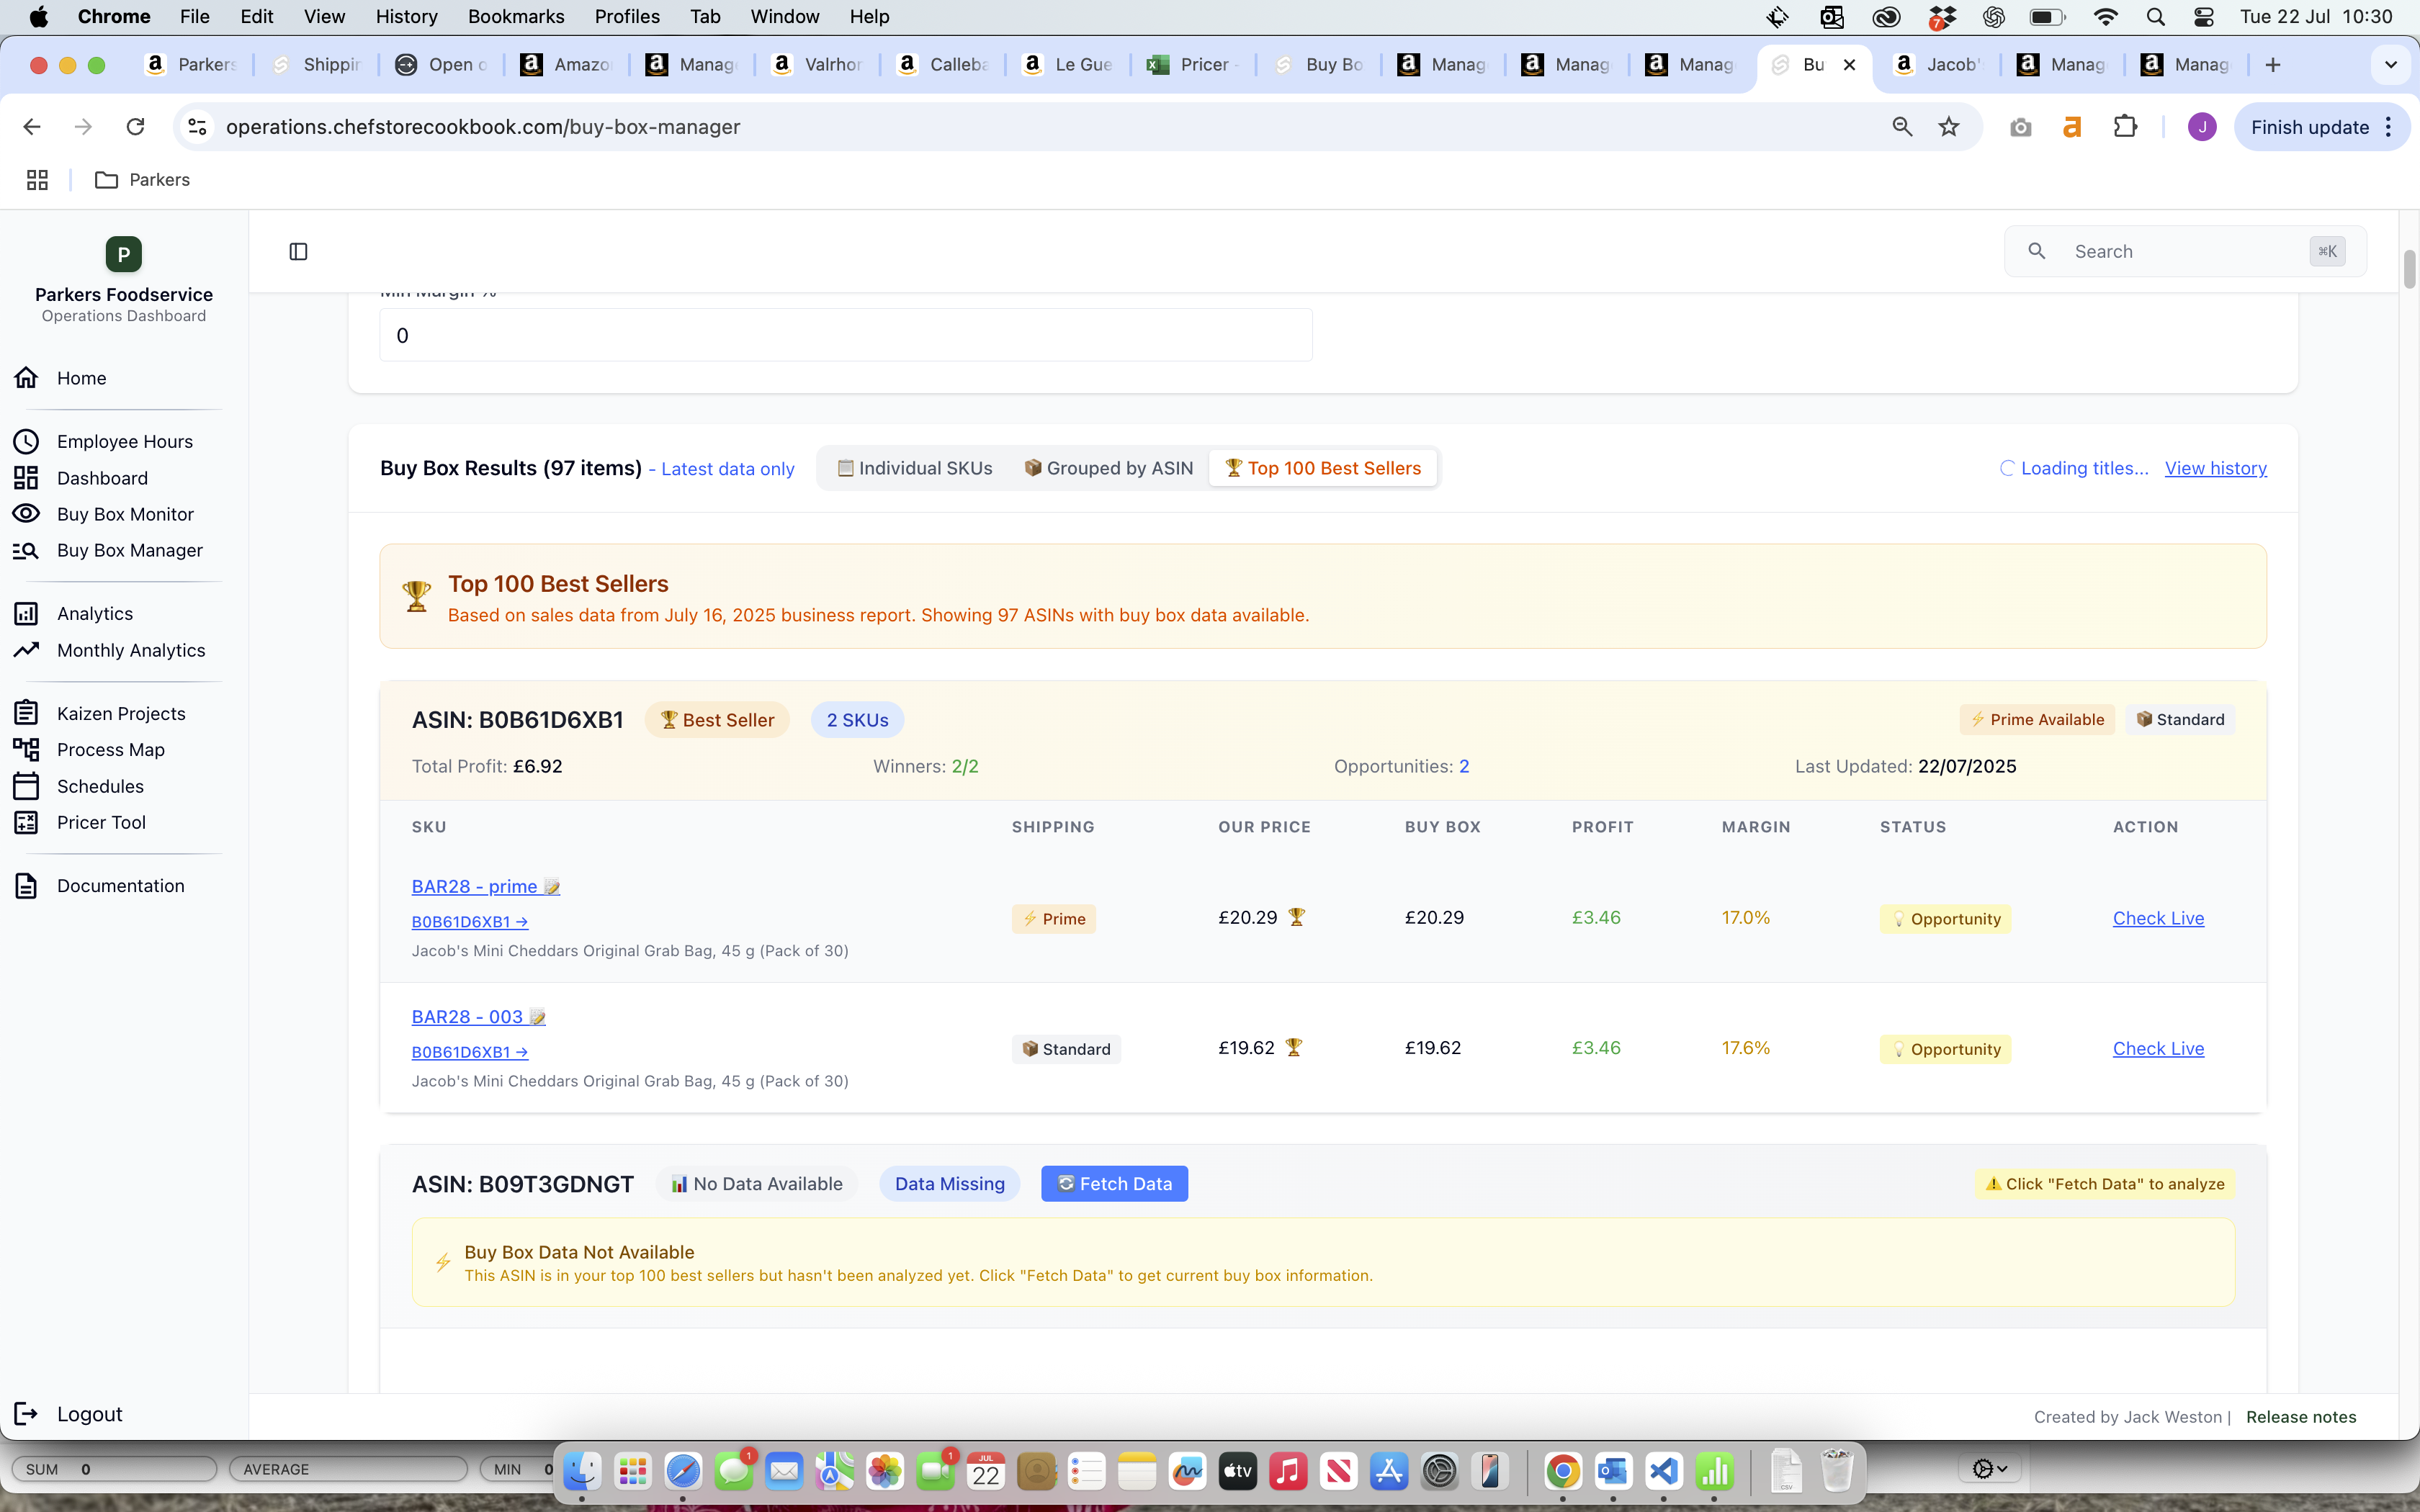 Chrome File Edit View History Bookmarks Profiles Tab Window Help 7 Tue 22 Jul 10:30
Parkers Shippin Open o Amazo Manag Valrhon Calleba Le Gue Pricer - Buy Bo Manag Manag Manag Bu Jacob' Manag Manag
operations.chefstorecookbook.com/buy-box-manager J Finish update
Parkers
P
Parkers Foodservice
Operations Dashboard
Home
Employee Hours
Dashboard
Buy Box Monitor
Buy Box Manager
Analytics
Monthly Analytics
Kaizen Projects
Process Map
Schedules
Pricer Tool
Documentation
Logout
Search ⌘K
Min Margin %
0
Buy Box Results (97 items) - Latest data only Individual SKUs Grouped by ASIN Top 100 Best Sellers Loading titles... View history
Top 100 Best Sellers
Based on sales data from July 16, 2025 business report. Showing 97 ASINs with buy box data available.
ASIN: B0B61D6XB1 Best Seller 2 SKUs Prime Available Standard
Total Profit: £6.92 Winners: 2/2 Opportunities: 2 Last Updated: 22/07/2025
SKU SHIPPING OUR PRICE BUY BOX PROFIT MARGIN STATUS ACTION
BAR28 - prime
B0B61D6XB1 →
Jacob's Mini Cheddars Original Grab Bag, 45 g (Pack of 30)
Prime £20.29 £20.29 £3.46 17.0% Opportunity Check Live
BAR28 - 003
B0B61D6XB1 →
Jacob's Mini Cheddars Original Grab Bag, 45 g (Pack of 30)
Standard £19.62 £19.62 £3.46 17.6% Opportunity Check Live
ASIN: B09T3GDNGT No Data Available Data Missing Fetch Data Click "Fetch Data" to analyze
Buy Box Data Not Available
This ASIN is in your top 100 best sellers but hasn't been analyzed yet. Click "Fetch Data" to get current buy box information.
Created by Jack Weston | Release notes
SUM 0 AVERAGE MIN 0
1 1 JUL 22 tv CSV